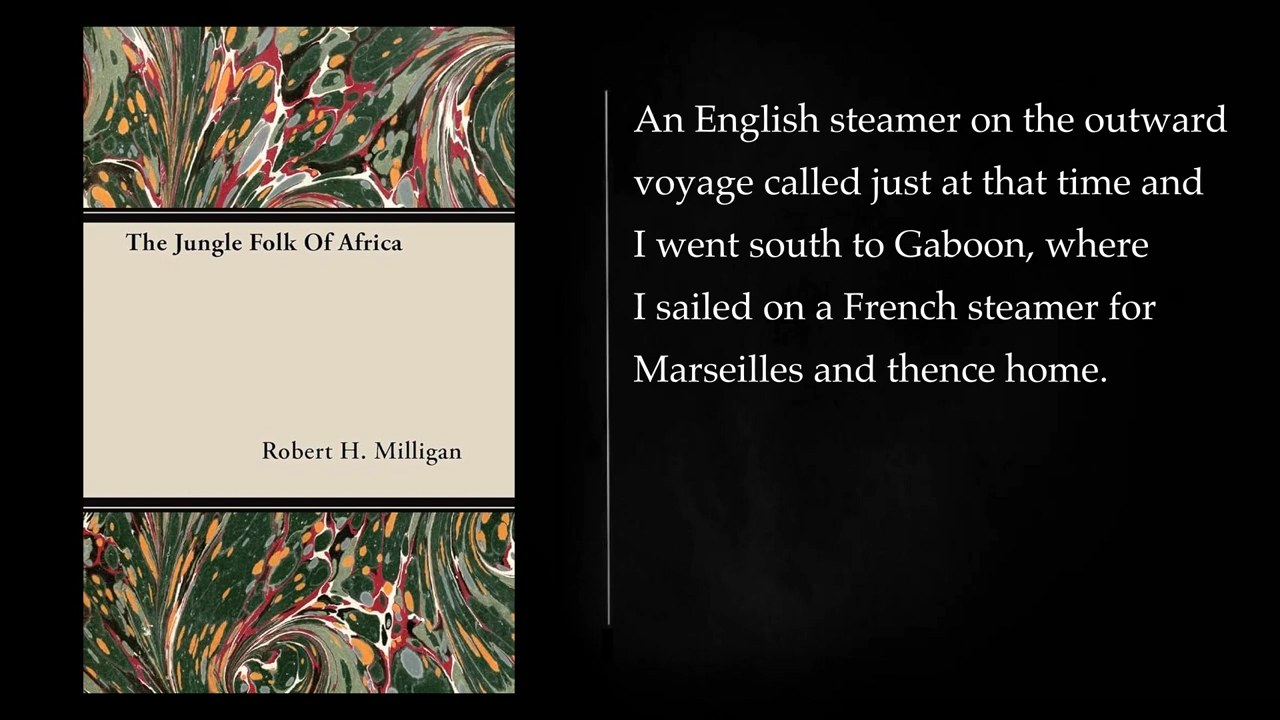 The Jungle Folk Of Africa
Robert H. Milligan
An English steamer on the outward
voyage called just at that time and
I went south to Gaboon, where
I sailed on a French steamer for
Marseilles and thence home.